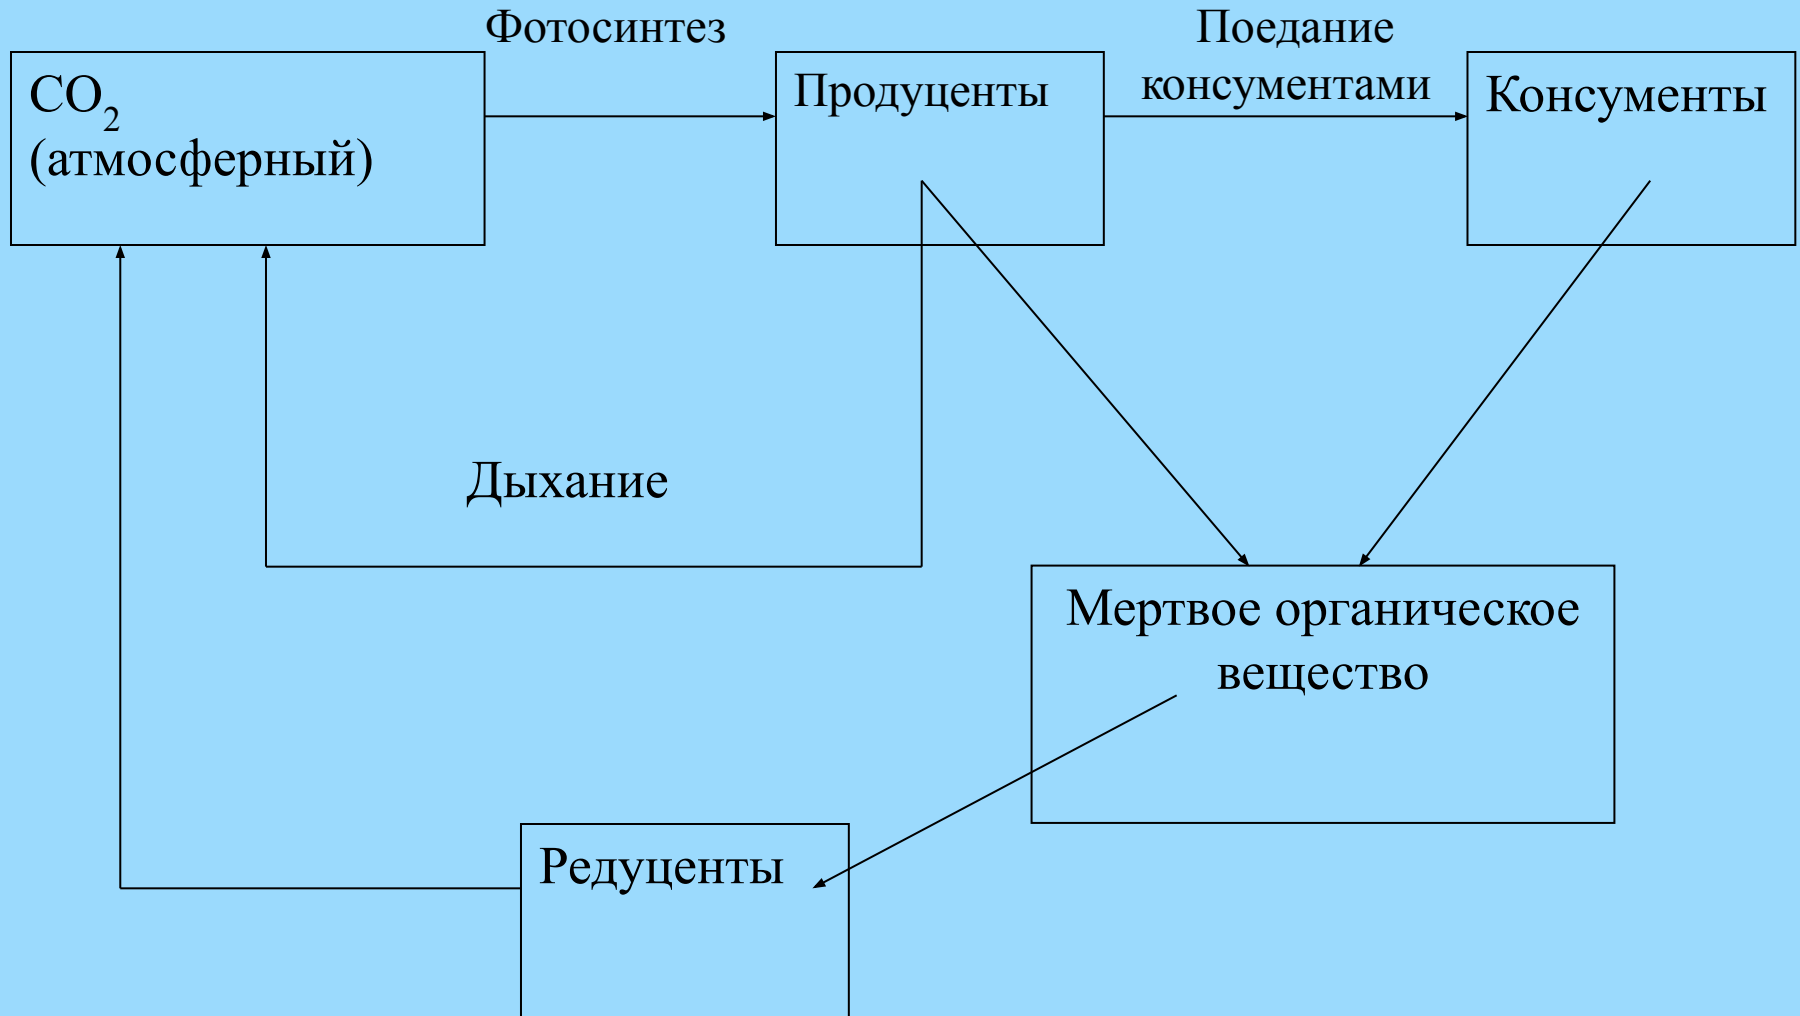 Фотосинтез
Поедание
консументами
CO₂
(атмосферный)
Продуценты
Консументы
Дыхание
Мертвое органическое
вещество
Редуценты